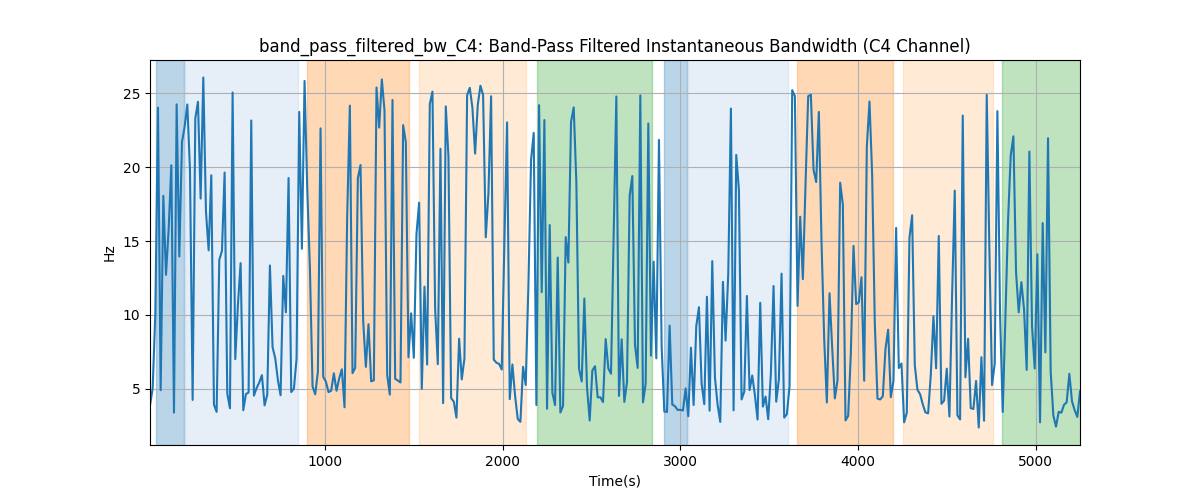 band_pass_filtered_bw_C4: Band-Pass Filtered Instantaneous Bandwidth (C4 Channel)
25
20
15
10
5
Hz
1000 2000 3000 4000 5000
Time(s)